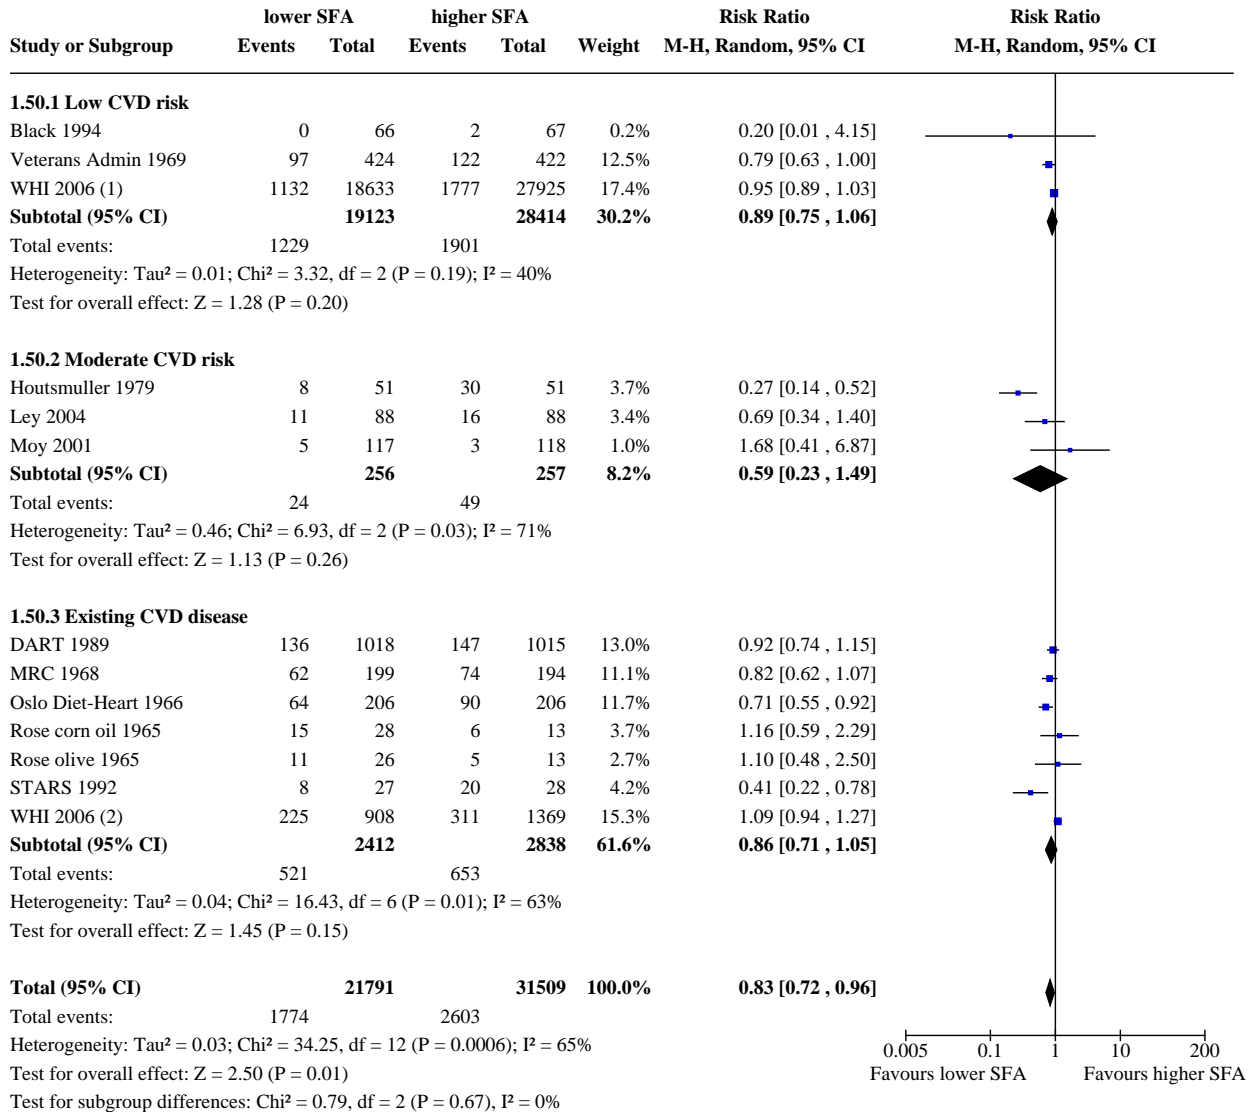 lower SFA higher SFA Risk Ratio Risk Ratio
Study or Subgroup Events Total Events Total Weight M-H, Random, 95% CI M-H, Random, 95% CI
1.50.1 Low CVD risk
Black 1994 0 66 2 67 0.2% 0.20 [0.01 , 4.15]
Veterans Admin 1969 97 424 122 422 12.5% 0.79 [0.63 , 1.00]
WHI 2006 (1) 1132 18633 1777 27925 17.4% 0.95 [0.89 , 1.03]
Subtotal (95% CI) 19123 28414 30.2% 0.89 [0.75 , 1.06]
Total events: 1229 1901
Heterogeneity: Tau² = 0.01; Chi² = 3.32, df = 2 (P = 0.19); I² = 40%
Test for overall effect: Z = 1.28 (P = 0.20)
1.50.2 Moderate CVD risk
Houtsmuller 1979 8 51 30 51 3.7% 0.27 [0.14 , 0.52]
Ley 2004 11 88 16 88 3.4% 0.69 [0.34 , 1.40]
Moy 2001 5 117 3 118 1.0% 1.68 [0.41 , 6.87]
Subtotal (95% CI) 256 257 8.2% 0.59 [0.23 , 1.49]
Total events: 24 49
Heterogeneity: Tau² = 0.46; Chi² = 6.93, df = 2 (P = 0.03); I² = 71%
Test for overall effect: Z = 1.13 (P = 0.26)
1.50.3 Existing CVD disease
DART 1989 136 1018 147 1015 13.0% 0.92 [0.74 , 1.15]
MRC 1968 62 199 74 194 11.1% 0.82 [0.62 , 1.07]
Oslo Diet-Heart 1966 64 206 90 206 11.7% 0.71 [0.55 , 0.92]
Rose corn oil 1965 15 28 6 13 3.7% 1.16 [0.59 , 2.29]
Rose olive 1965 11 26 5 13 2.7% 1.10 [0.48 , 2.50]
STARS 1992 8 27 20 28 4.2% 0.41 [0.22 , 0.78]
WHI 2006 (2) 225 908 311 1369 15.3% 1.09 [0.94 , 1.27]
Subtotal (95% CI) 2412 2838 61.6% 0.86 [0.71 , 1.05]
Total events: 521 653
Heterogeneity: Tau² = 0.04; Chi² = 16.43, df = 6 (P = 0.01); I² = 63%
Test for overall effect: Z = 1.45 (P = 0.15)
Total (95% CI) 21791 31509 100.0% 0.83 [0.72 , 0.96]
Total events: 1774 2603
Heterogeneity: Tau² = 0.03; Chi² = 34.25, df = 12 (P = 0.0006); I² = 65%
0.005 0.1 1 10 200
Test for overall effect: Z = 2.50 (P = 0.01) Favours lower SFA Favours higher SFA
Test for subgroup differences: Chi² = 0.79, df = 2 (P = 0.67), I² = 0%